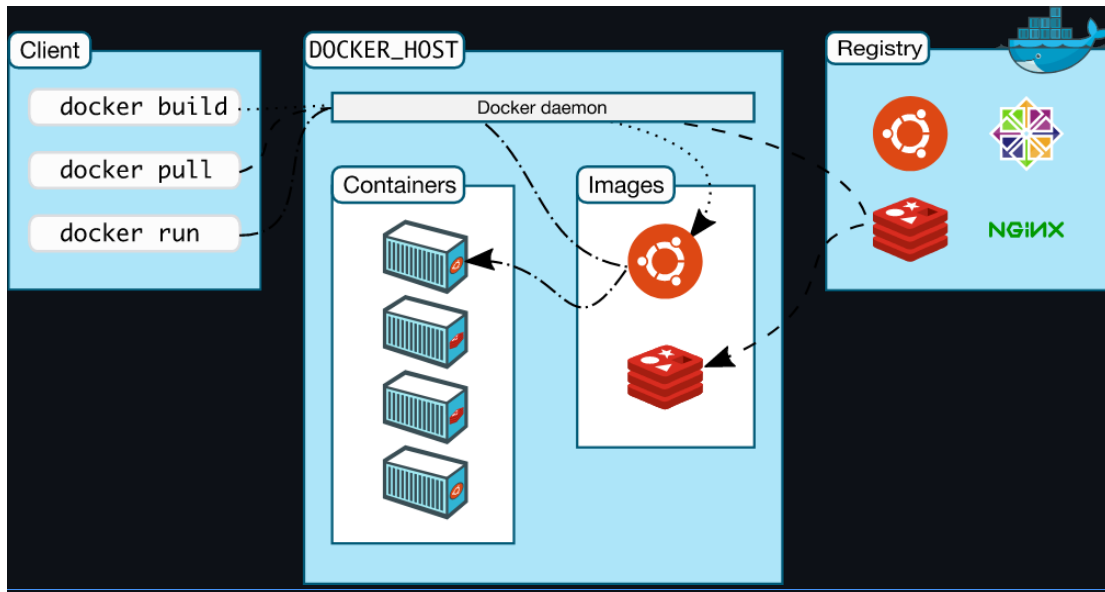 Client
docker build
docker pull
docker run
DOCKER_HOST
Docker daemon
Containers
Images
Registry
NGINX